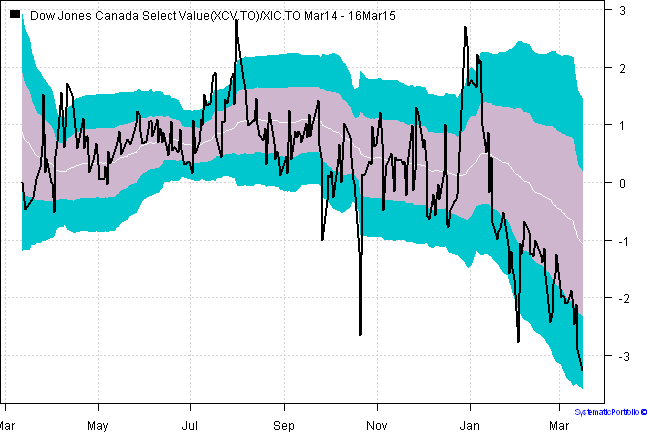 Dow Jones Canada Select Value(XCV.TO)/XIC.TO Mar14 - 16Mar15
3
2
1
0
-1
-2
-3
SystematicPortfolio ©
Mar May Jul Sep Nov Jan Mar